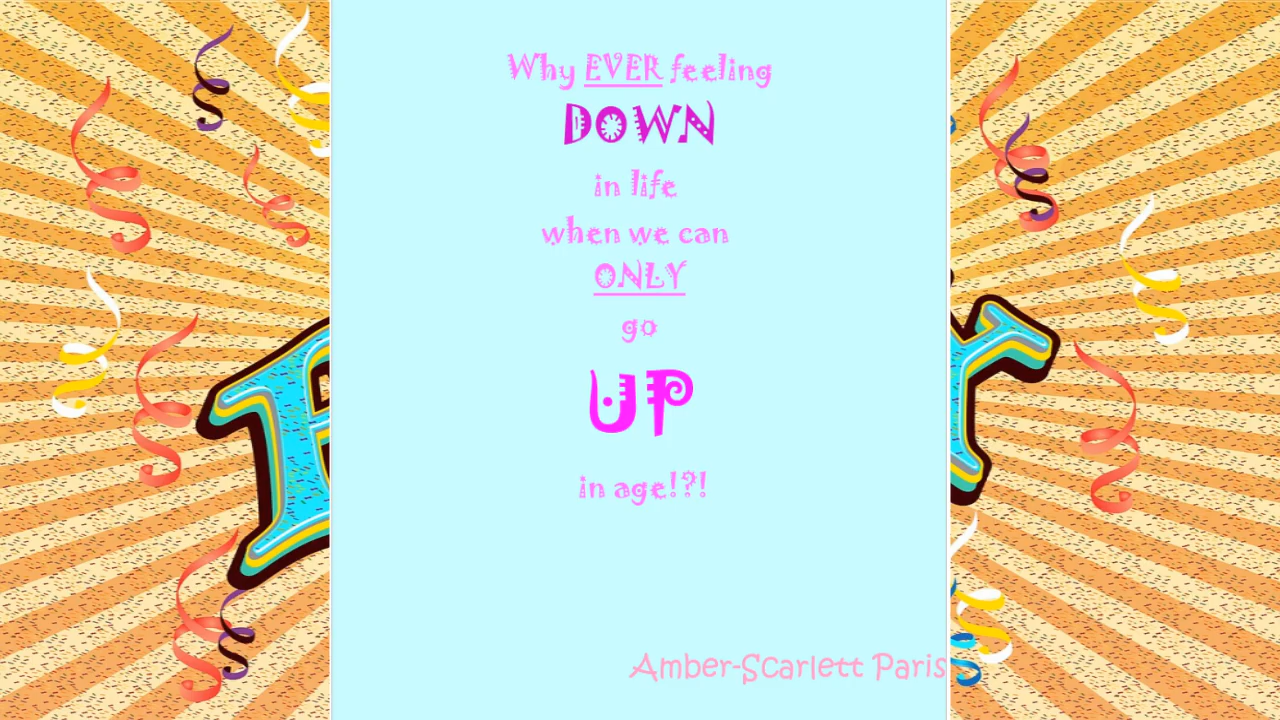 Why EVER feeling
DOWN
in life
when we can
ONLY
go
UP
in age!?!
Amber-Scarlett Paris